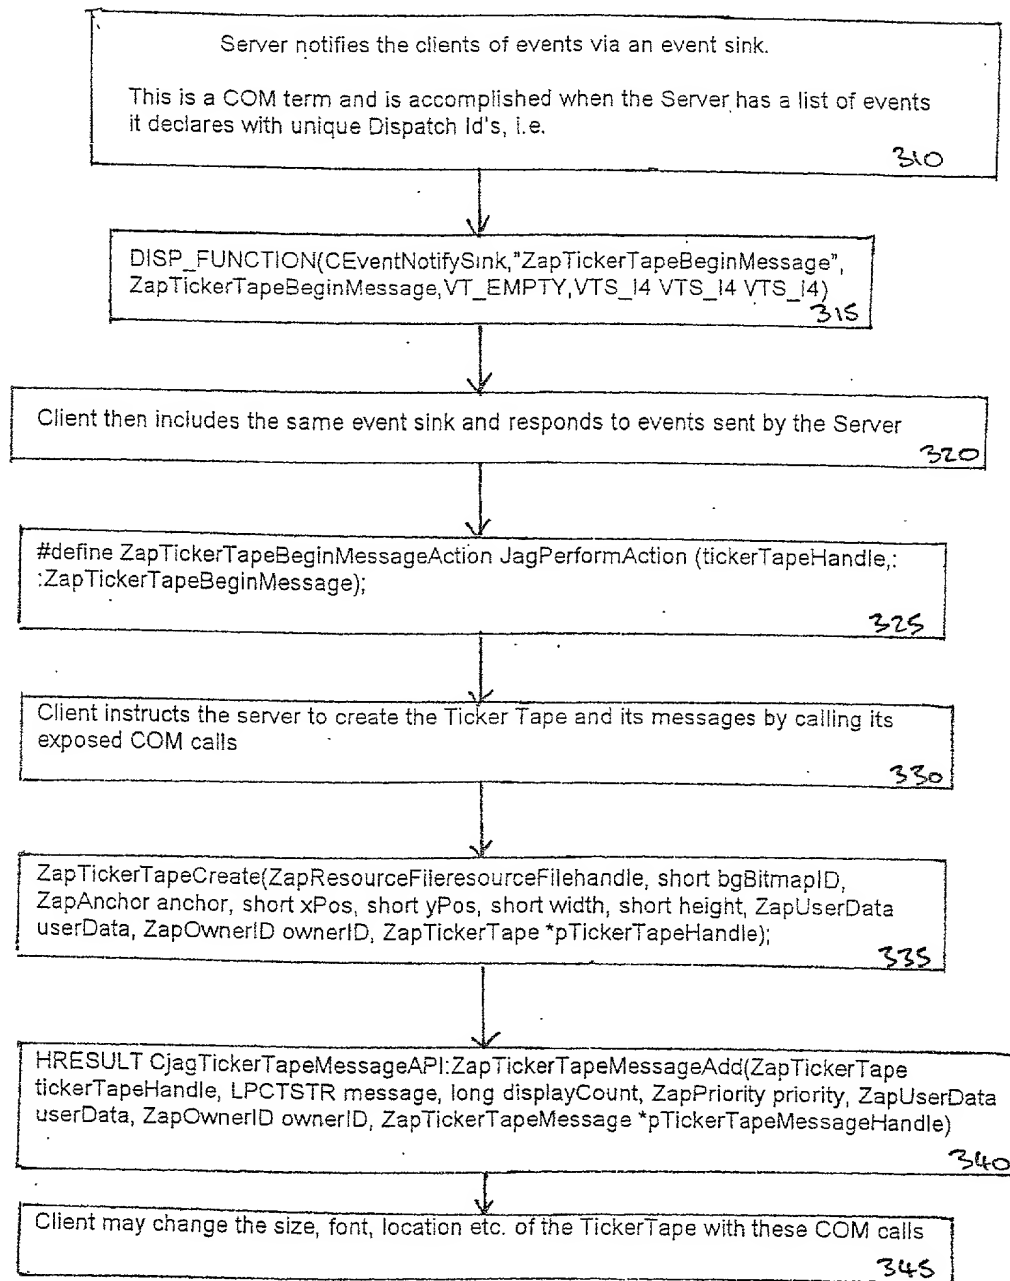 Server notifies the clients of events via an event sink.
This is a COM term and is accomplished when the Server has a list of events
it declares with unique Dispatch Id's, i.e.
310
DISP_FUNCTION(CEventNotifySink,"ZapTickerTapeBeginMessage",
ZapTickerTapeBeginMessage,VT_EMPTY,VTS_I4 VTS_I4 VTS_I4)
315
Client then includes the same event sink and responds to events sent by the Server
320
#define ZapTickerTapeBeginMessageAction JagPerformAction (tickerTapeHandle,:
:ZapTickerTapeBeginMessage);
325
Client instructs the server to create the Ticker Tape and its messages by calling its
exposed COM calls
330
ZapTickerTapeCreate(ZapResourceFileresourceFilehandle, short bgBitmapID,
ZapAnchor anchor, short xPos, short yPos, short width, short height, ZapUserData
userData, ZapOwnerID ownerID, ZapTickerTape *pTickerTapeHandle);
335
HRESULT CjagTickerTapeMessageAPI:ZapTickerTapeMessageAdd(ZapTickerTape
tickerTapeHandle, LPCTSTR message, long displayCount, ZapPriority priority, ZapUserData
userData, ZapOwnerID ownerID, ZapTickerTapeMessage *pTickerTapeMessageHandle)
340
Client may change the size, font, location etc. of the TickerTape with these COM calls
345